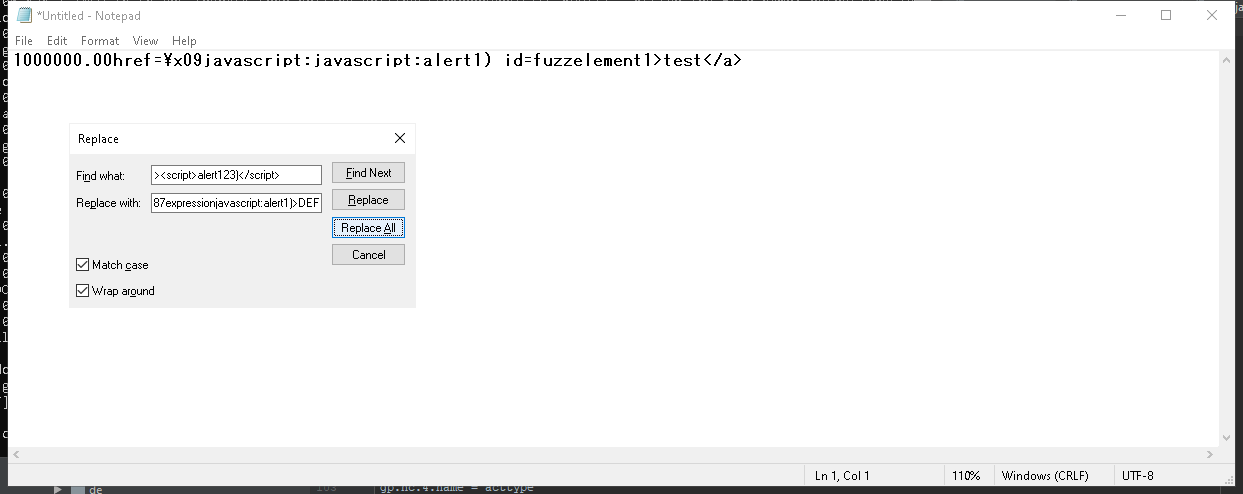 *Untitled - Notepad
File Edit Format View Help
1000000.00href=¥x09javascript:javascript:alert1) id=fuzzelement1>test</a>
Replace
Find what: ><script>alert123)</script> Find Next
Replace with: 87expressionjavascript:alert1)>DEF Replace
Replace All
Cancel
Match case
Wrap around
Ln 1, Col 1 110% Windows (CRLF) UTF-8
de gp.nc.4.name = acctype